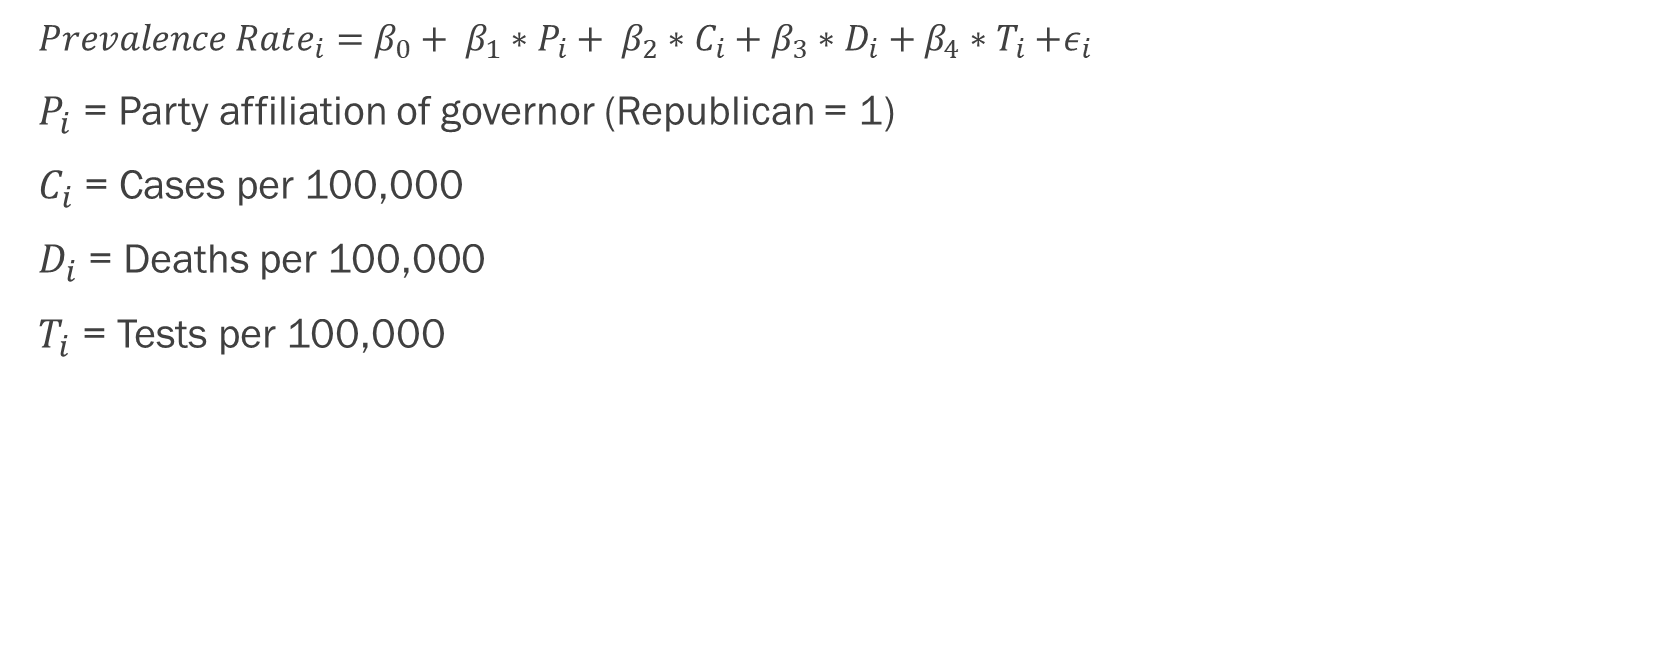 𝑃𝑟𝑒𝑣𝑎𝑙𝑒𝑛𝑐𝑒 𝑅𝑎𝑡𝑒ᵢ = β₀ + β₁ ∗ Pᵢ + β₂ ∗ Cᵢ + β₃ ∗ Dᵢ + β₄ ∗ Tᵢ +ϵᵢ
Pᵢ = Party affiliation of governor (Republican = 1)
Cᵢ = Cases per 100,000
Dᵢ = Deaths per 100,000
Tᵢ = Tests per 100,000